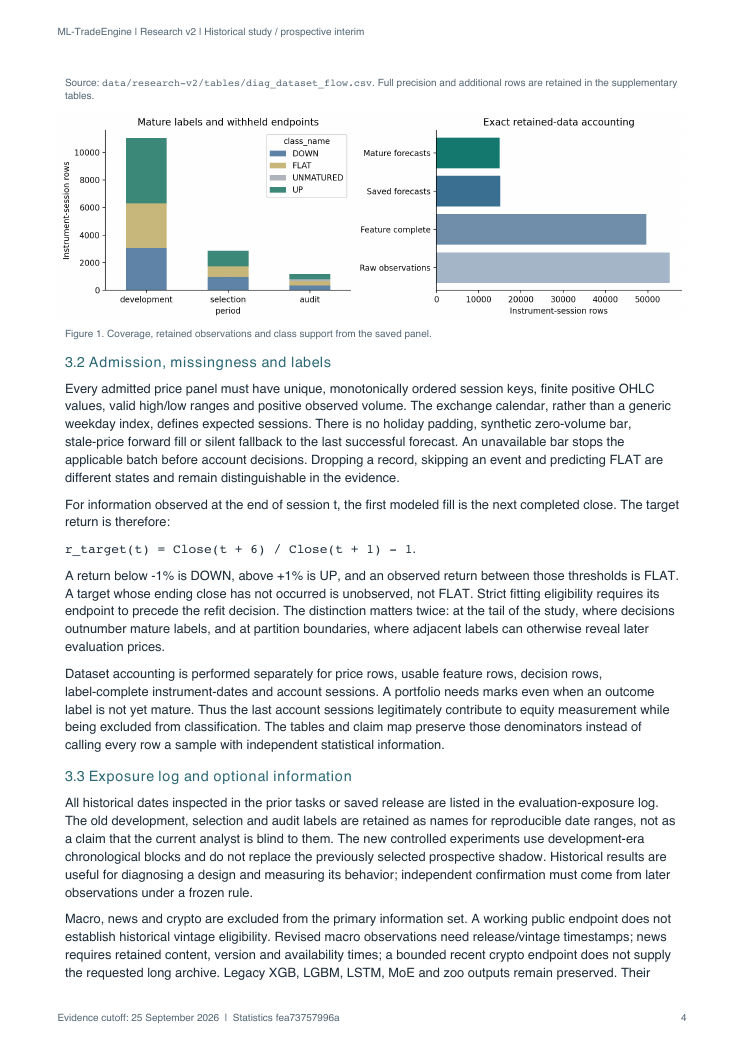 ML-TradeEngine | Research v2 | Historical study / prospective interim
Source: data/research-v2/tables/diag_dataset_flow.csv. Full precision and additional rows are retained in the supplementary
tables.
Mature labels and withheld endpoints
Instrument-session rows
10000
8000
6000
4000
2000
0
class_name
DOWN
FLAT
UNMATURED
UP
development
selection
audit
period
Exact retained-data accounting
Mature forecasts
Saved forecasts
Feature complete
Raw observations
0
10000
20000
30000
40000
50000
Instrument-session rows
Figure 1. Coverage, retained observations and class support from the saved panel.
3.2 Admission, missingness and labels
Every admitted price panel must have unique, monotonically ordered session keys, finite positive OHLC
values, valid high/low ranges and positive observed volume. The exchange calendar, rather than a generic
weekday index, defines expected sessions. There is no holiday padding, synthetic zero-volume bar,
stale-price forward fill or silent fallback to the last successful forecast. An unavailable bar stops the
applicable batch before account decisions. Dropping a record, skipping an event and predicting FLAT are
different states and remain distinguishable in the evidence.
For information observed at the end of session t, the first modeled fill is the next completed close. The target
return is therefore:
r_target(t) = Close(t + 6) / Close(t + 1) - 1.
A return below -1% is DOWN, above +1% is UP, and an observed return between those thresholds is FLAT.
A target whose ending close has not occurred is unobserved, not FLAT. Strict fitting eligibility requires its
endpoint to precede the refit decision. The distinction matters twice: at the tail of the study, where decisions
outnumber mature labels, and at partition boundaries, where adjacent labels can otherwise reveal later
evaluation prices.
Dataset accounting is performed separately for price rows, usable feature rows, decision rows,
label-complete instrument-dates and account sessions. A portfolio needs marks even when an outcome
label is not yet mature. Thus the last account sessions legitimately contribute to equity measurement while
being excluded from classification. The tables and claim map preserve those denominators instead of
calling every row a sample with independent statistical information.
3.3 Exposure log and optional information
All historical dates inspected in the prior tasks or saved release are listed in the evaluation-exposure log.
The old development, selection and audit labels are retained as names for reproducible date ranges, not as
a claim that the current analyst is blind to them. The new controlled experiments use development-era
chronological blocks and do not replace the previously selected prospective shadow. Historical results are
useful for diagnosing a design and measuring its behavior; independent confirmation must come from later
observations under a frozen rule.
Macro, news and crypto are excluded from the primary information set. A working public endpoint does not
establish historical vintage eligibility. Revised macro observations need release/vintage timestamps; news
requires retained content, version and availability times; a bounded recent crypto endpoint does not supply
the requested long archive. Legacy XGB, LGBM, LSTM, MoE and zoo outputs remain preserved. Their
Evidence cutoff: 25 September 2026 | Statistics fea73757996a
4